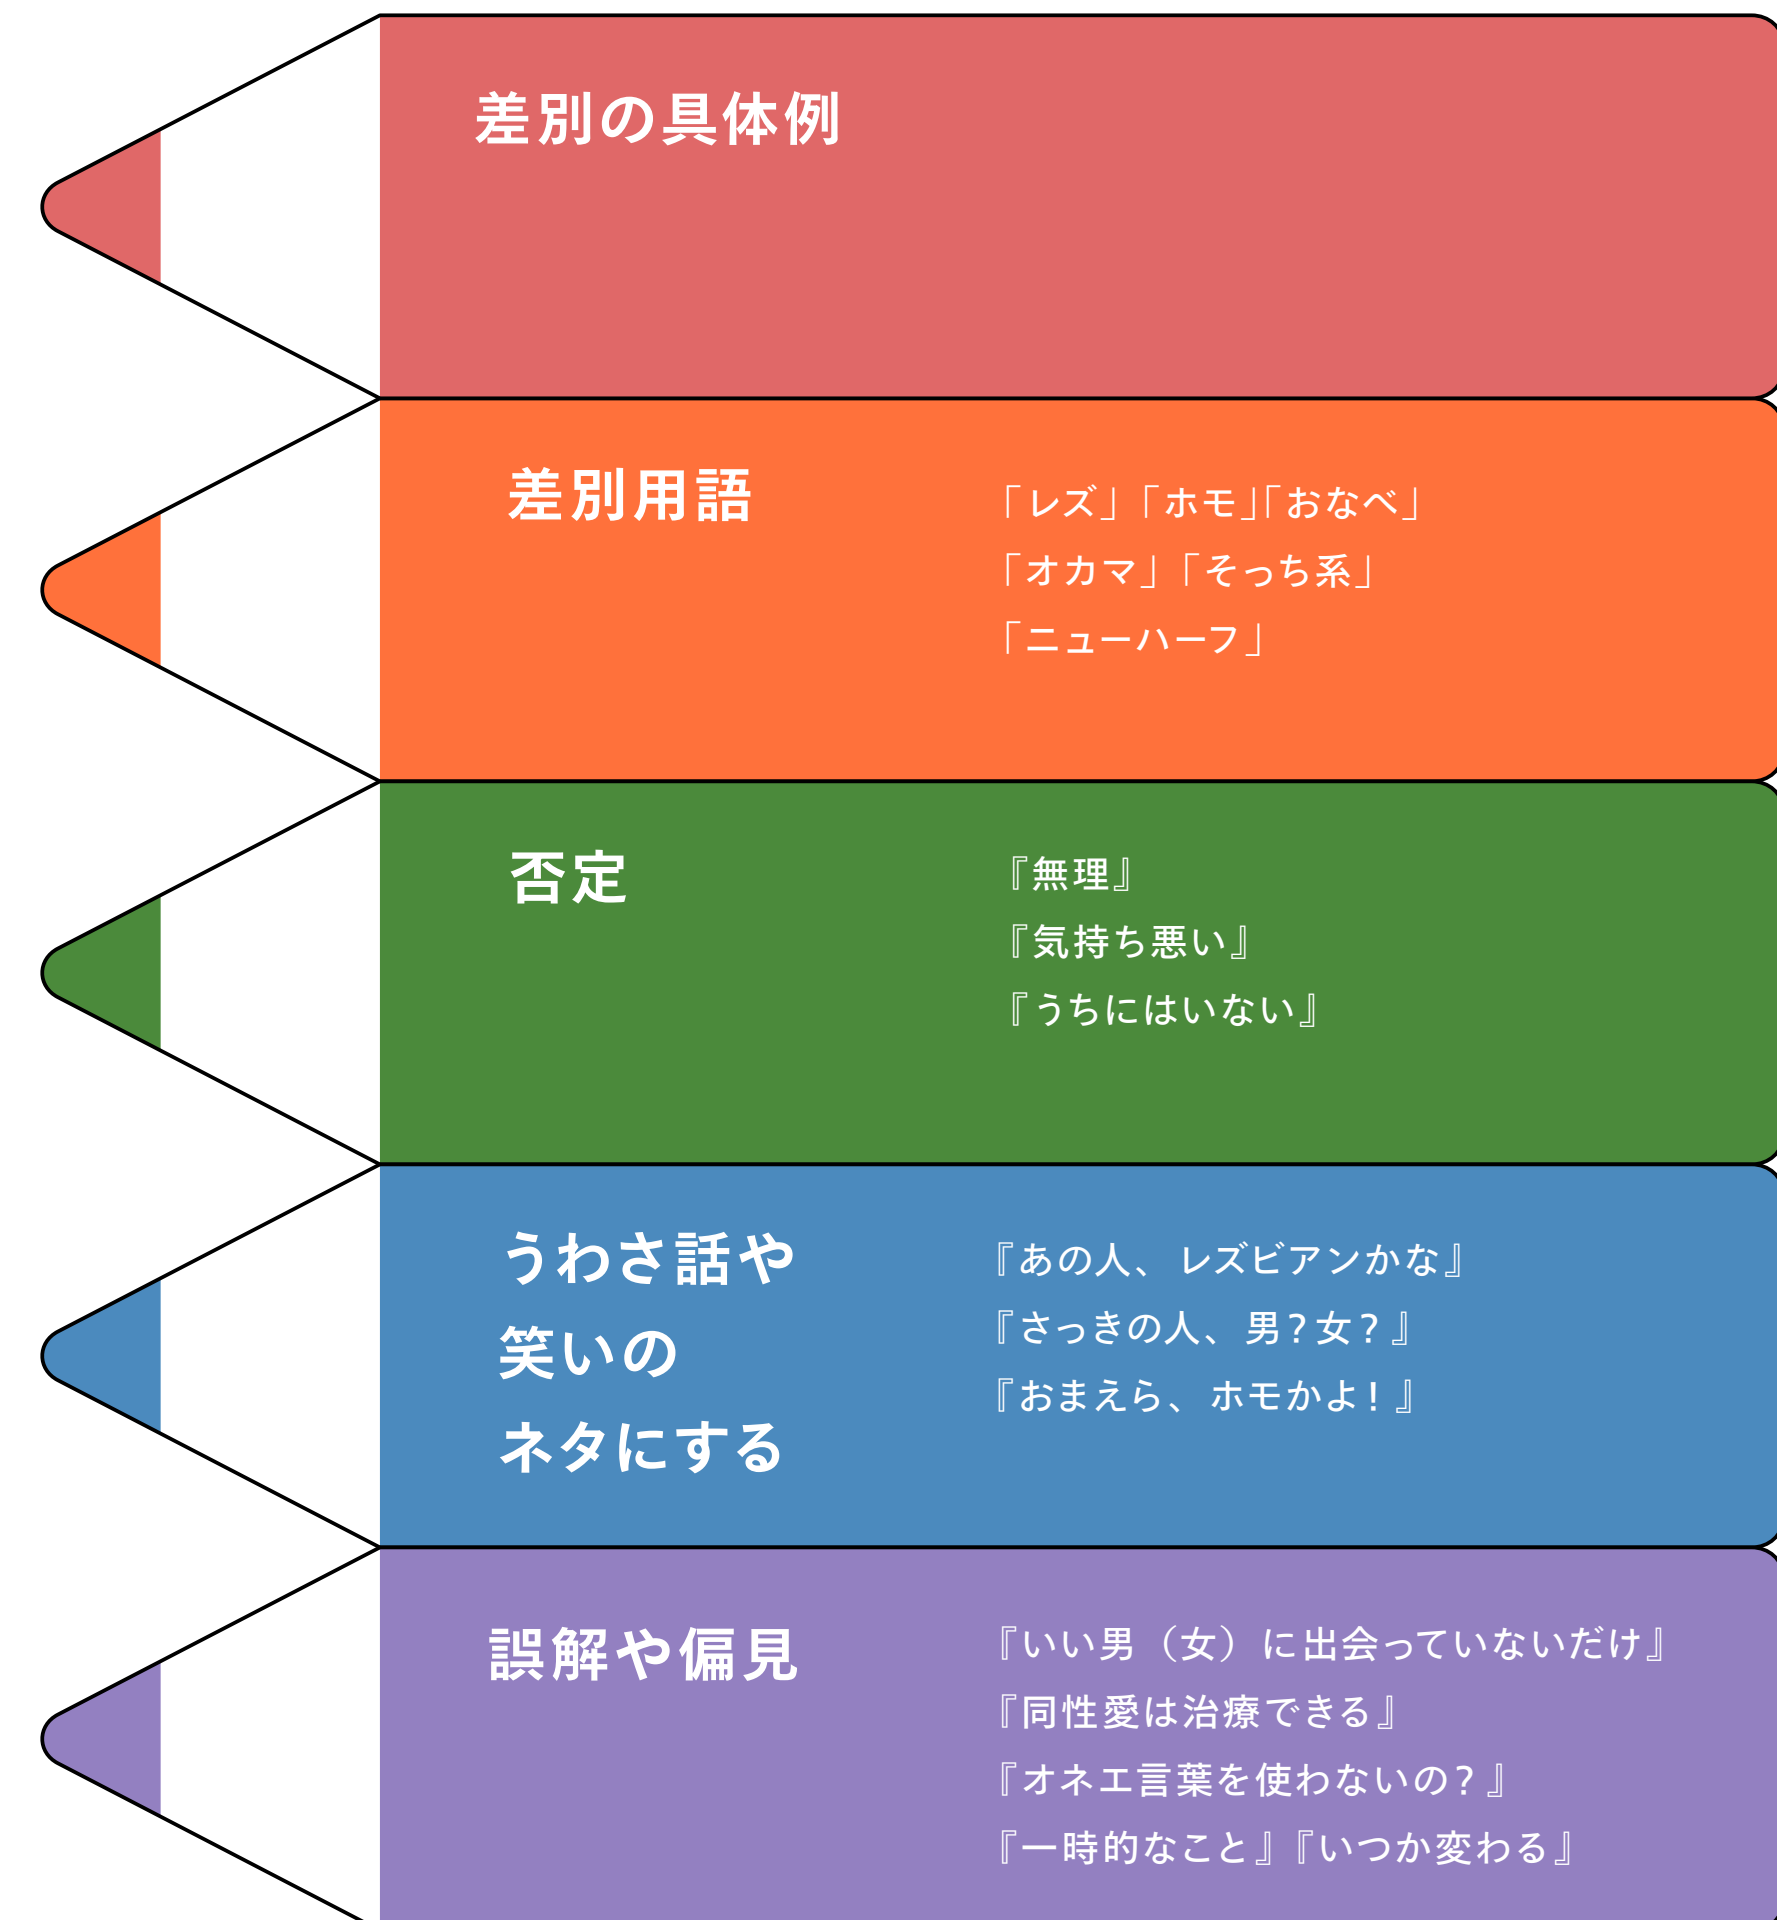 差別の具体例
差別用語
「レズ」「ホモ」「おなべ」
「オカマ」「そっち系」
「ニューハーフ」
否定
『無理』
『気持ち悪い』
『うちにはいない』
うわさ話や
笑いの
ネタにする
『あの人、レズビアンかな』
『さっきの人、男？女？』
『おまえら、ホモかよ！』
誤解や偏見
『いい男（女）に出会っていないだけ』
『同性愛は治療できる』
『オネエ言葉を使わないの？』
『一時的なこと』『いつか変わる』